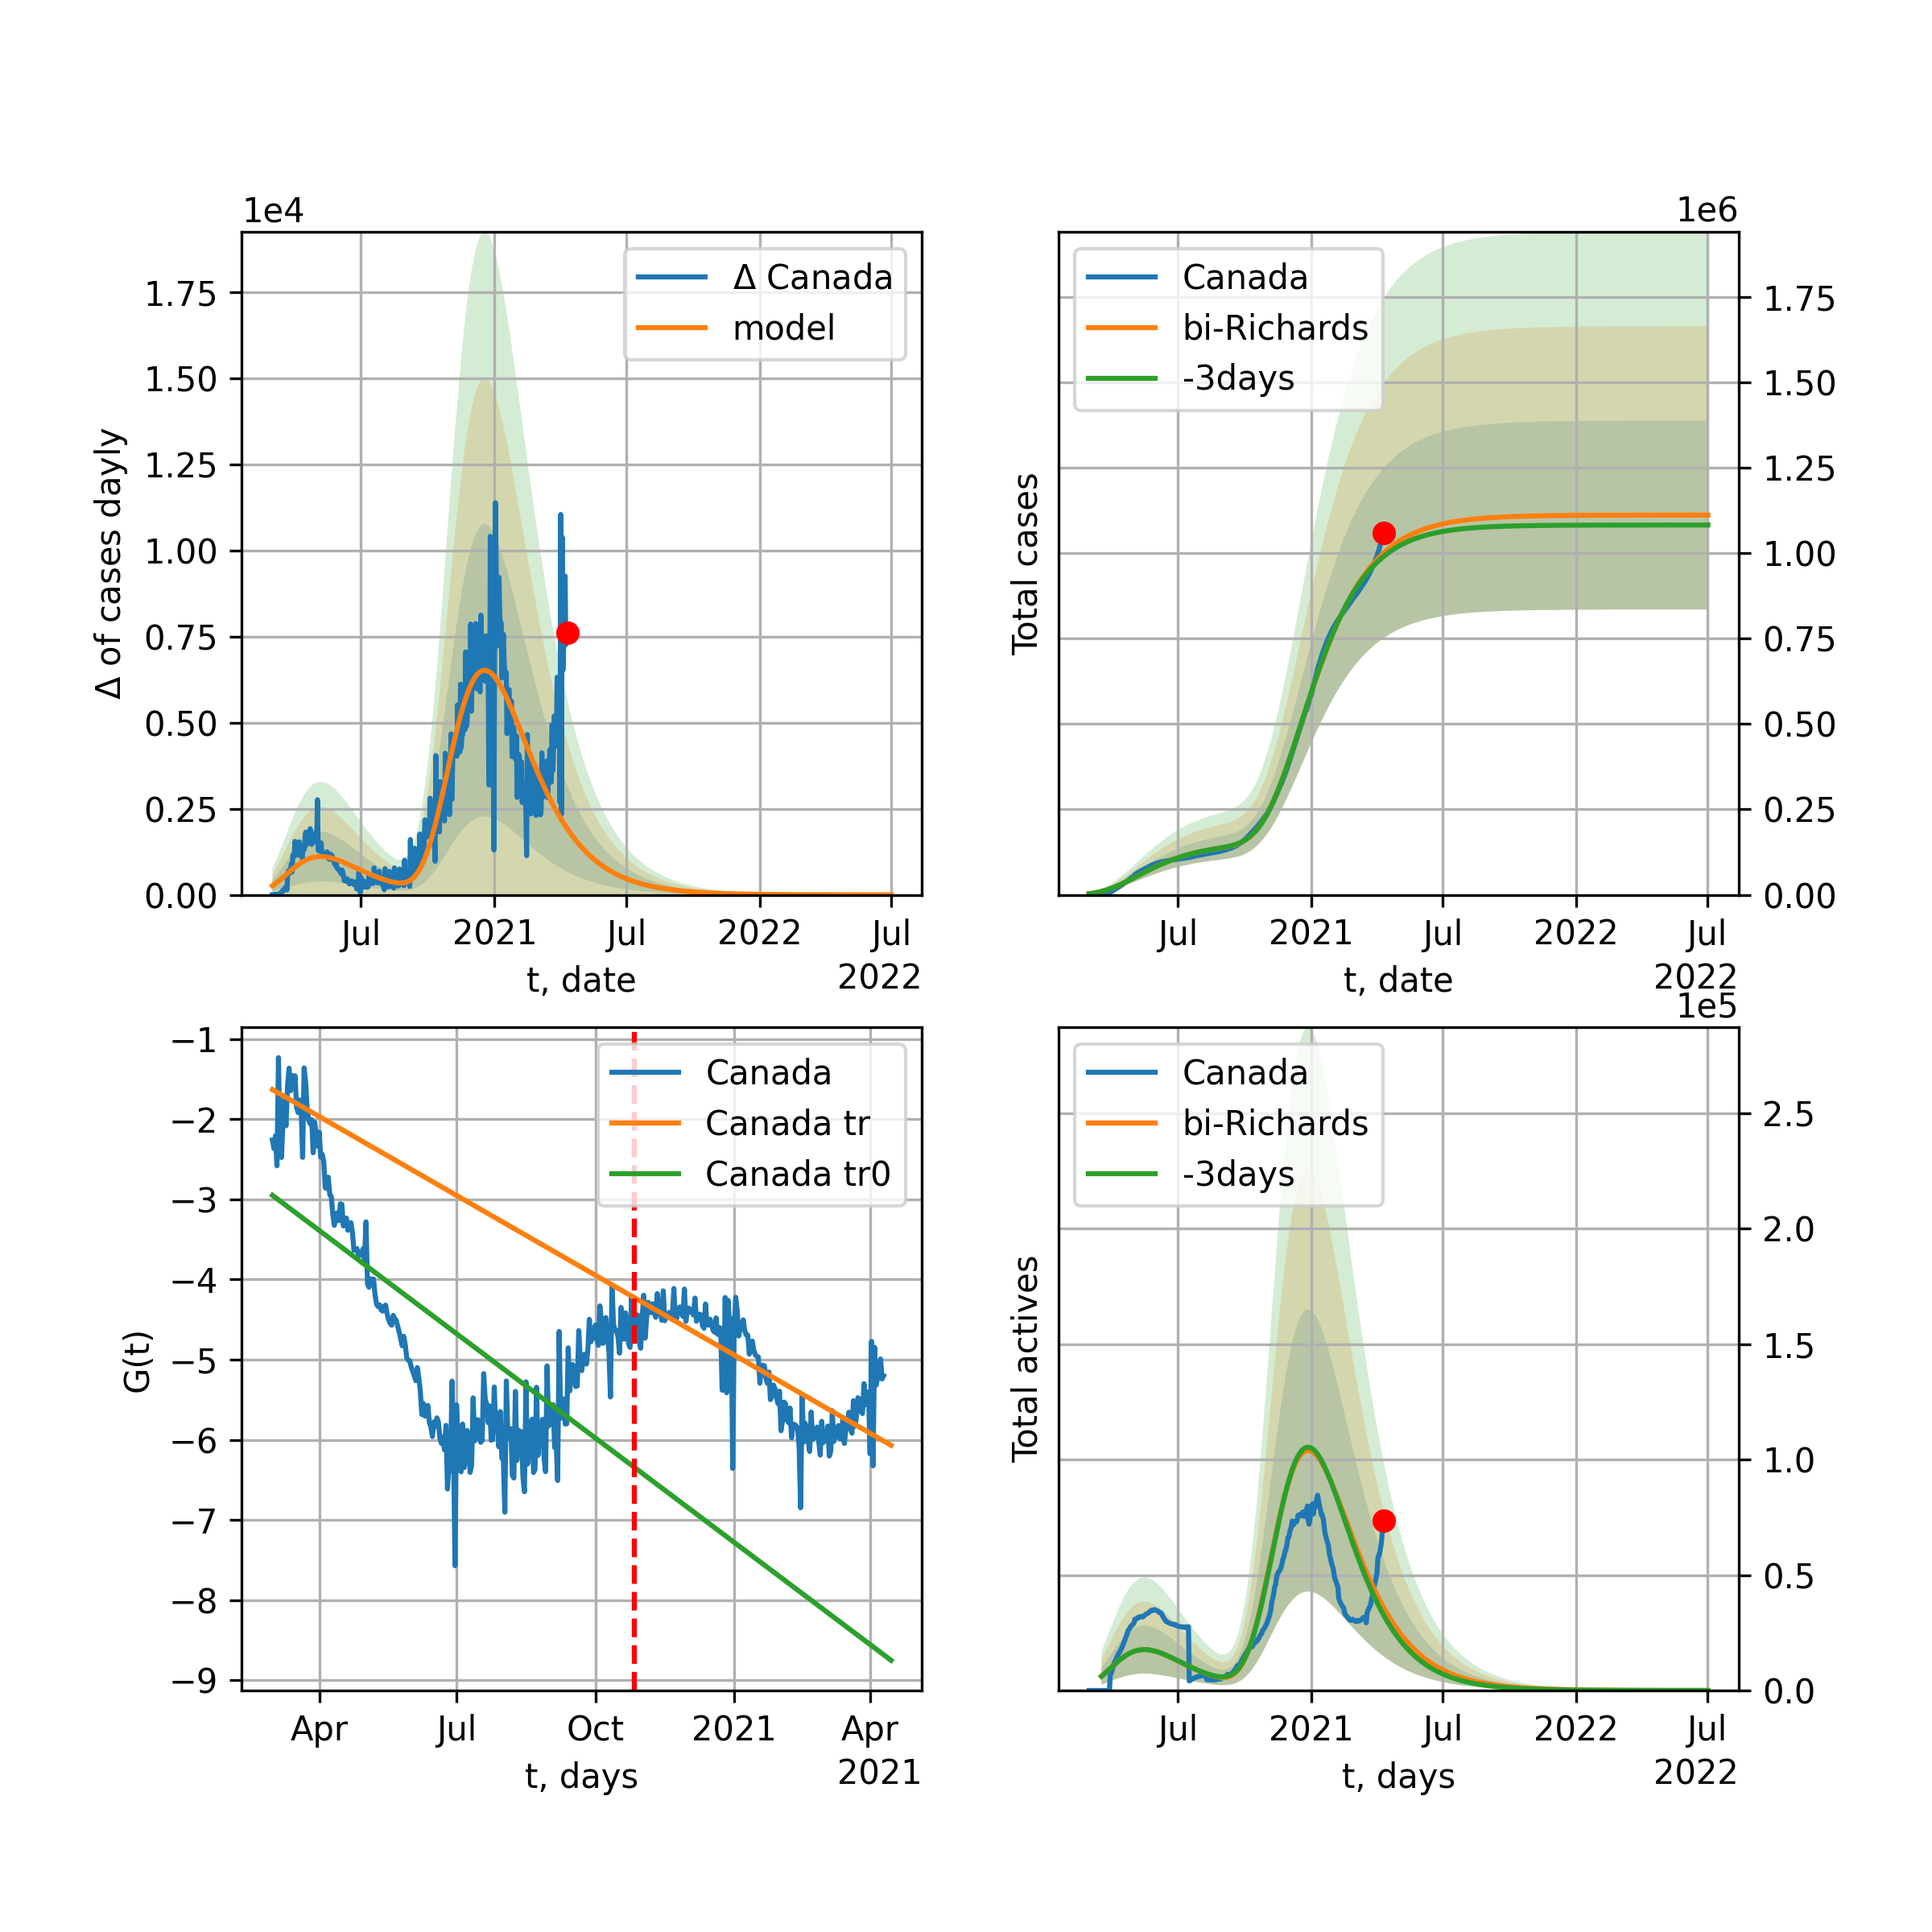 1e4
1.75
1.50
1.25
1.00
0.75
0.50
0.25
0.00
Δ of cases dayly
Δ Canada
model
Jul 2021 Jul 2022 Jul
2022
t, date
1e6
1.75
1.50
1.25
1.00
0.75
0.50
0.25
0.00
Total cases
Canada
bi-Richards
-3days
Jul 2021 Jul 2022 Jul
2022
t, date
−1
−2
−3
−4
−5
−6
−7
−8
−9
G(t)
Canada
Canada tr
Canada tr0
Apr Jul Oct 2021 Apr
2021
t, days
1e5
2.5
2.0
1.5
1.0
0.5
0.0
Total actives
Canada
bi-Richards
-3days
Jul 2021 Jul 2022 Jul
2022
t, days